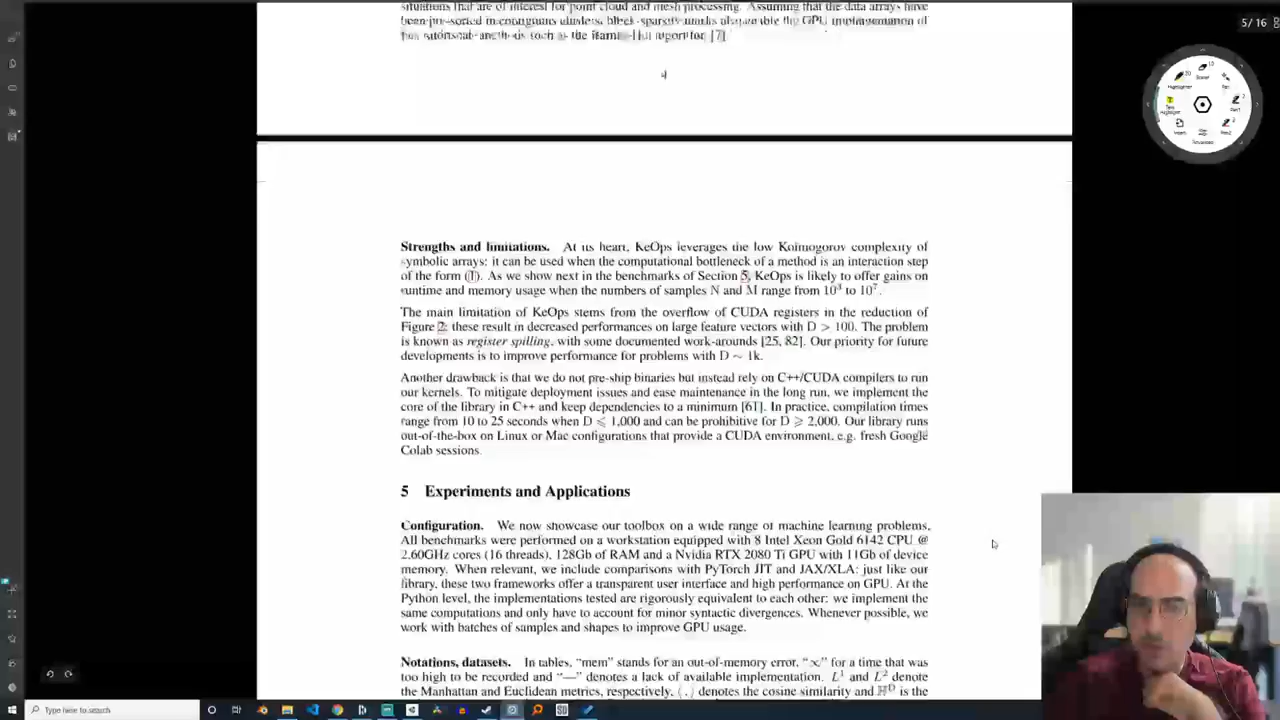 situations that are of interest for point cloud and mesh processing. Assuming that the data arrays have
been pre-sorted in contiguous clusters, block-sparsity masks also enable the GPU implementation of
[7]
4
5/16
Strengths and limitations. At its heart, KeOps leverages the low Kolmogorov complexity of
symbolic arrays: it can be used when the computational bottleneck of a method is an interaction step
of the form (1). As we show next in the benchmarks of Section 5, KeOps is likely to offer gains on
runtime and memory usage when the numbers of samples N and M range from 10³ to 10⁷.
The main limitation of KeOps stems from the overflow of CUDA registers in the reduction of
Figure 2: these result in decreased performances on large feature vectors with D > 100. The problem
is known as register spilling, with some documented work-arounds [25, 82]. Our priority for future
developments is to improve performance for problems with D ∼ 1k.
Another drawback is that we do not pre-ship binaries but instead rely on C++/CUDA compilers to run
our kernels. To mitigate deployment issues and ease maintenance in the long run, we implement the
core of the library in C++ and keep dependencies to a minimum [61]. In practice, compilation times
range from 10 to 25 seconds when D ⩽ 1,000 and can be prohibitive for D ⩾ 2,000. Our library runs
out-of-the-box on Linux or Mac configurations that provide a CUDA environment, e.g. fresh Google
Colab sessions.
5 Experiments and Applications
Configuration. We now showcase our toolbox on a wide range of machine learning problems.
All benchmarks were performed on a workstation equipped with 8 Intel Xeon Gold 6142 CPU @
2.60GHz cores (16 threads), 128Gb of RAM and a Nvidia RTX 2080 Ti GPU with 11Gb of device
memory. When relevant, we include comparisons with PyTorch JIT and JAX/XLA: just like our
library, these two frameworks offer a transparent user interface and high performance on GPU. At the
Python level, the implementations tested are rigorously equivalent to each other: we implement the
same computations and only have to account for minor syntactic divergences. Whenever possible, we
work with batches of samples and shapes to improve GPU usage.
Notations, datasets. In tables, “mem” stands for an out-of-memory error, “∞” for a time that was
too high to be recorded and “—” denotes a lack of available implementation. L¹ and L² denote
the Manhattan and Euclidean metrics, respectively, ⟨ . ⟩ denotes the cosine similarity and ℍᴰ is the
Type here to search